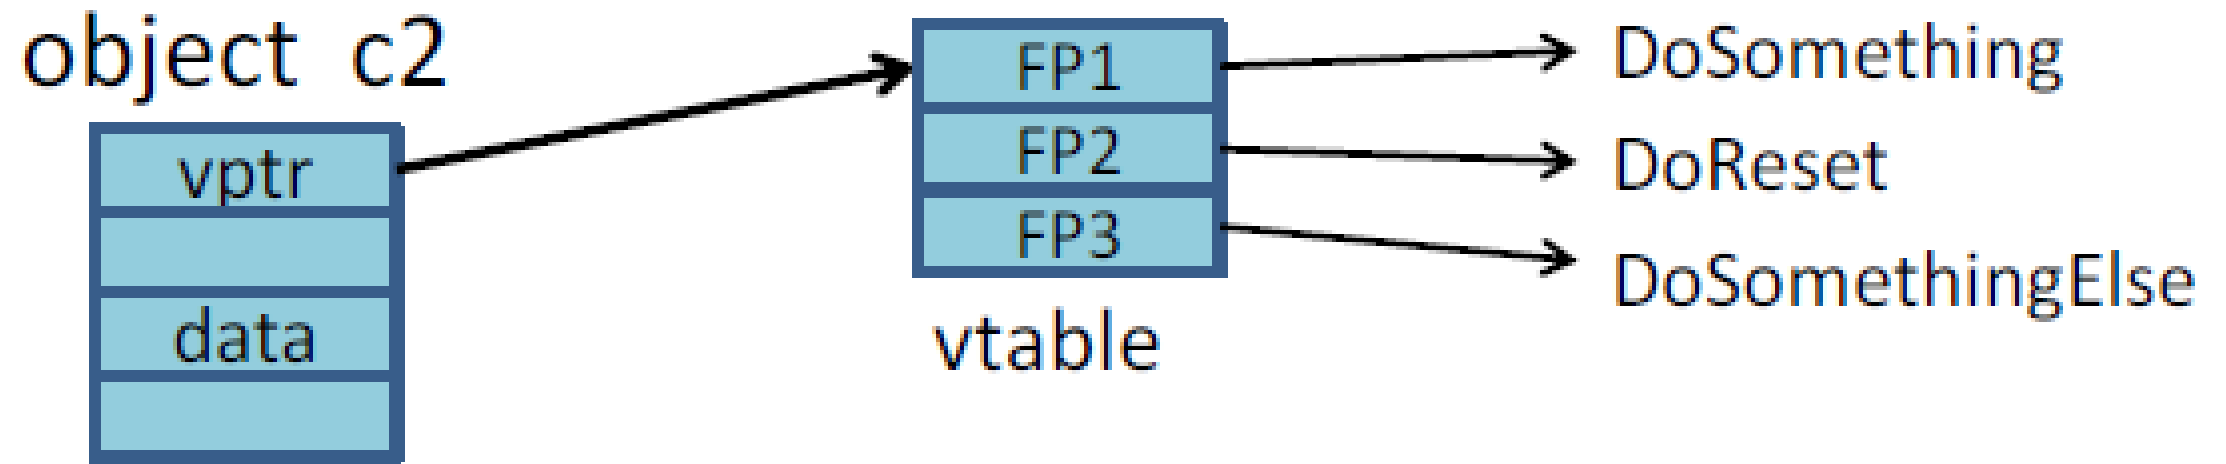 object c2
vptr
data
FP1
FP2
FP3
vtable
DoSomething
DoReset
DoSomethingElse